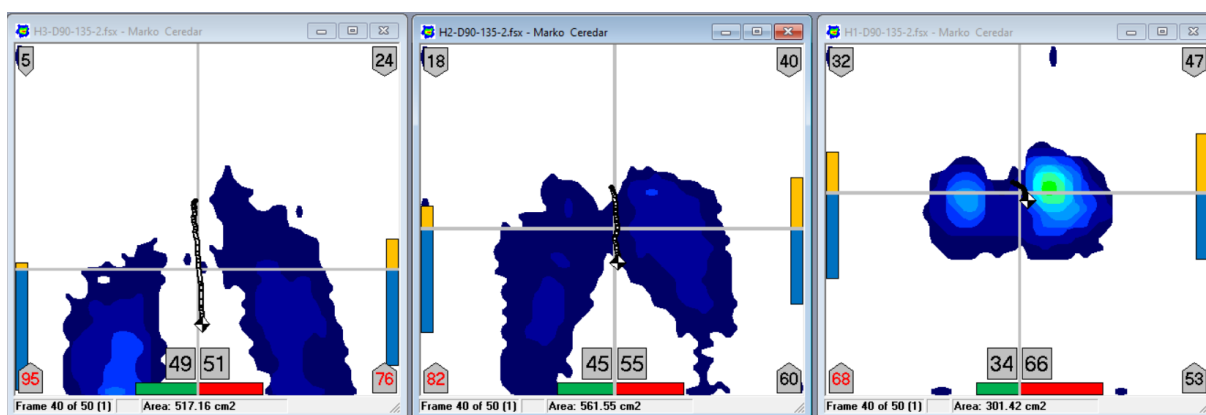 H3-D90-135-2.fsx - Marko Ceredar
5
24
49
51
95
76
Frame 40 of 50 (1)
Area: 517.16 cm2
H2-D90-135-2.fsx - Marko Ceredar
18
40
45
55
82
60
Frame 40 of 50 (1)
Area: 561.55 cm2
H1-D90-135-2.fsx - Marko Ceredar
32
47
34
66
68
53
Frame 40 of 50 (1)
Area: 301.42 cm2